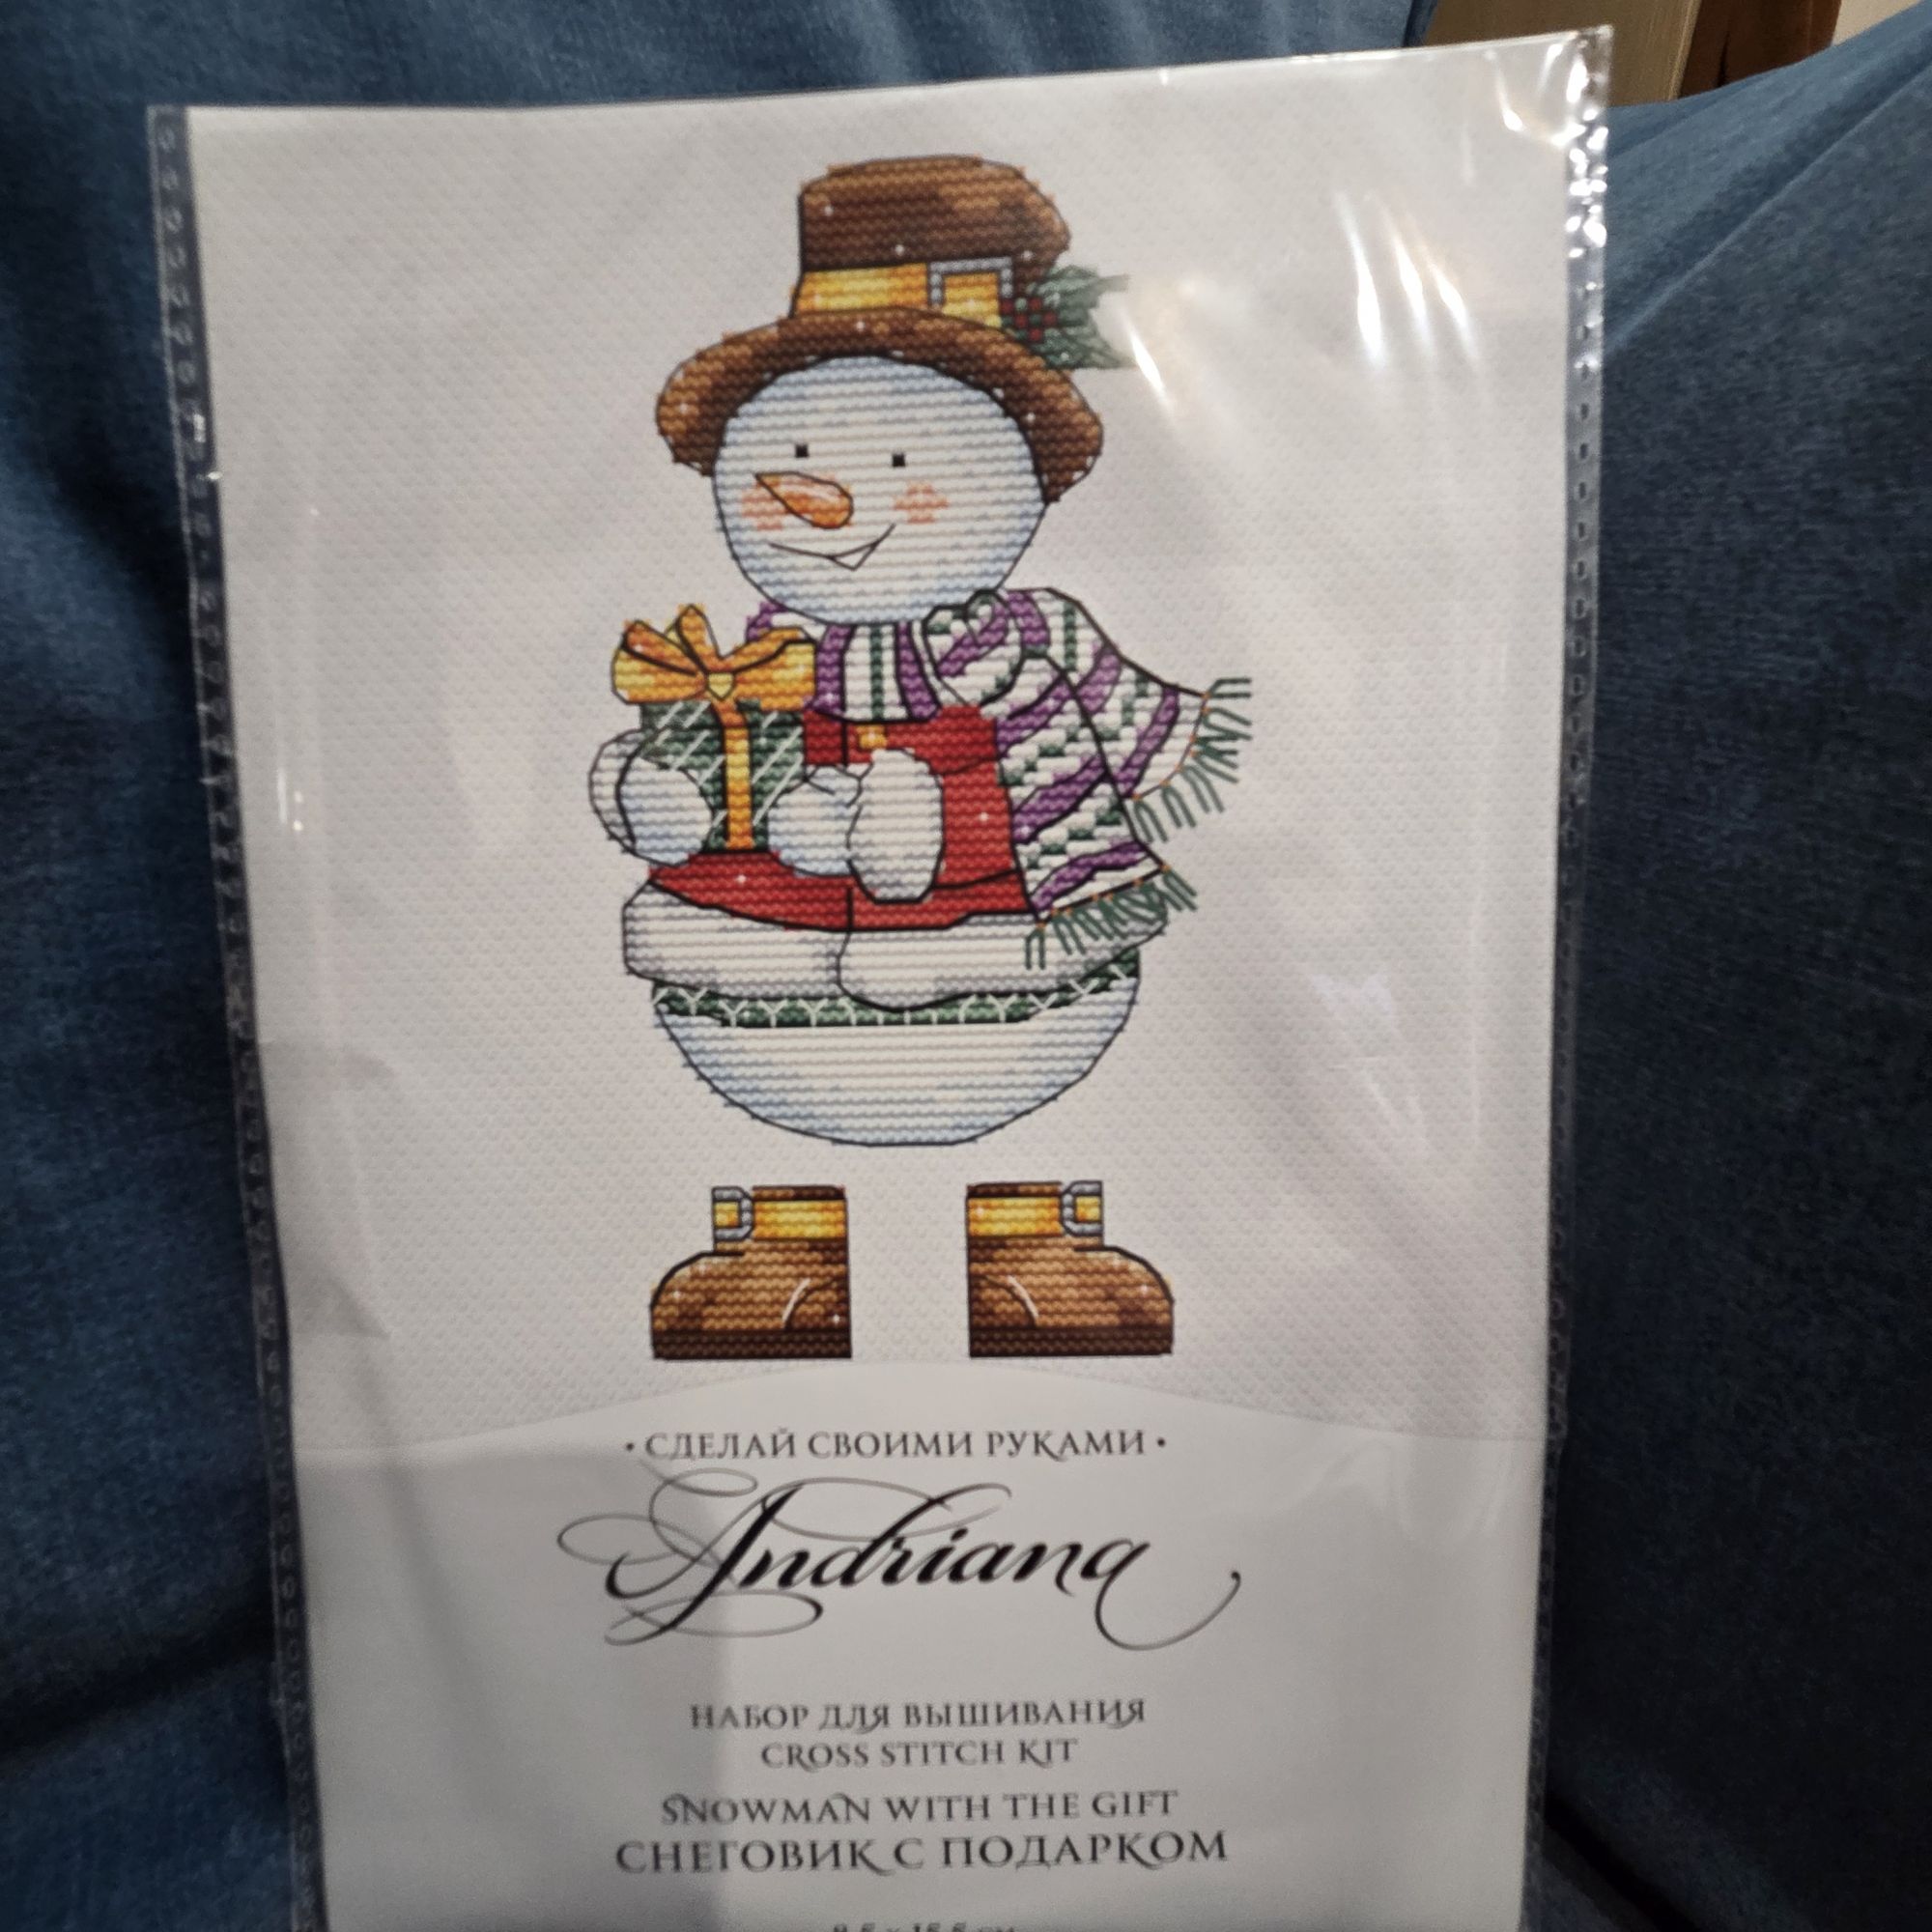 • СДЕЛАЙ СВОИМИ РУКАМИ •
Andriana
НАБОР ДЛЯ ВЫШИВАНИЯ
CROSS STITCH KIT
SNOWMAN WITH THE GIFT
СНЕГОВИК С ПОДАРКОМ